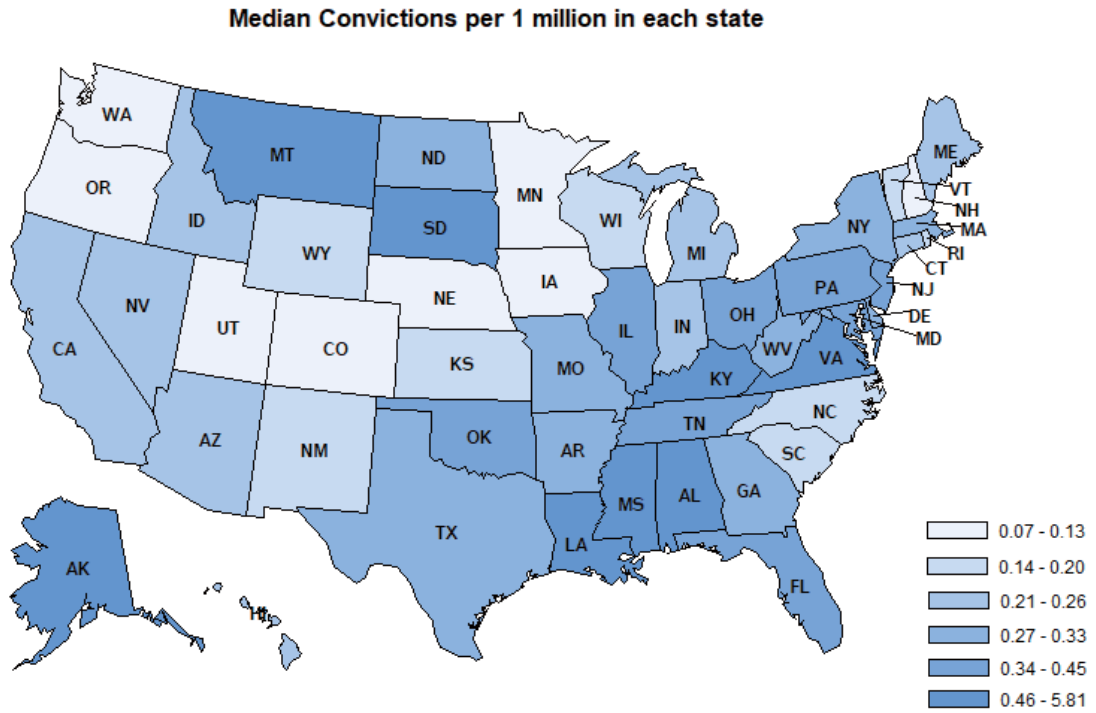 Median Convictions per 1 million in each state
WA
MT
ND
MN
ME
OR
ID
SD
WI
VT
NH
NY
MA
WY
MI
RI
CT
NE
IA
PA
NJ
NV
UT
IL
IN
OH
DE
MD
CA
CO
KS
MO
WV
VA
KY
AZ
NM
OK
AR
TN
NC
SC
TX
LA
MS
AL
GA
FL
AK
HI
0.07 - 0.13
0.14 - 0.20
0.21 - 0.26
0.27 - 0.33
0.34 - 0.45
0.46 - 5.81